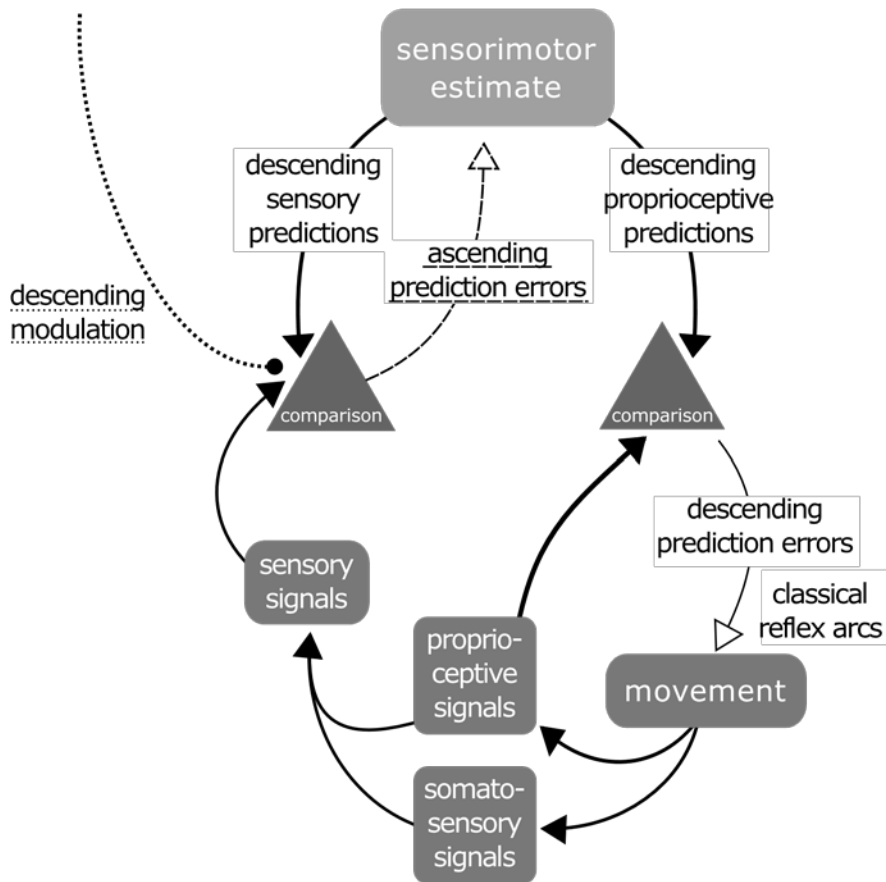 sensorimotor
estimate
descending
sensory
predictions
descending
proprioceptive
predictions
ascending
prediction errors
descending
modulation
comparison
comparison
descending
prediction errors
classical
reflex arcs
sensory
signals
proprio-
ceptive
signals
movement
somato-
sensory
signals